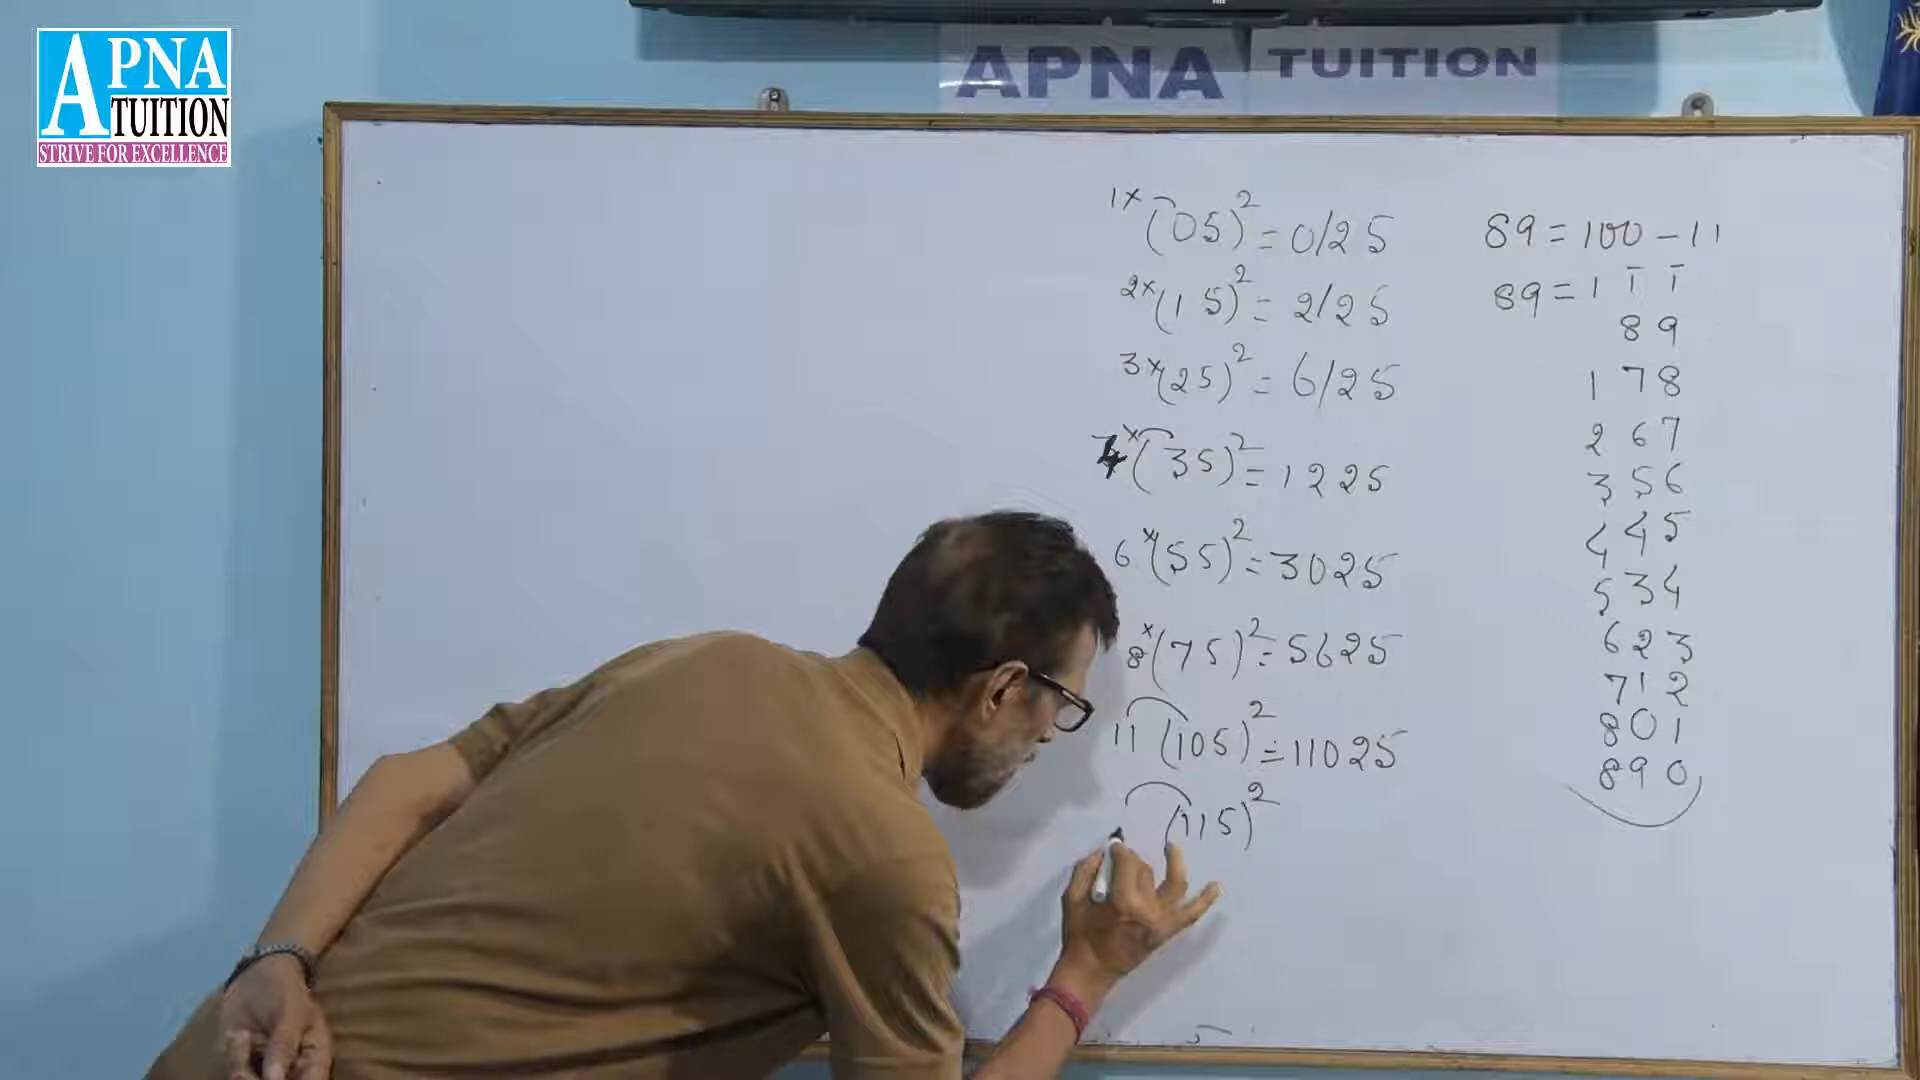 APNA
TUITION
STRIVE FOR EXCELLENCE
APNA TUITION
1× (05)² = 0/25
2× (15)² = 2/25
3× (25)² = 6/25
4× (35)² = 1225
6× (55)² = 3025
8× (75)² = 5625
11 (105)² = 11025
(115)²
89 = 100 - 11
89 = 1 1̄ 1̄
89
178
267
356
445
534
623
712
801
890